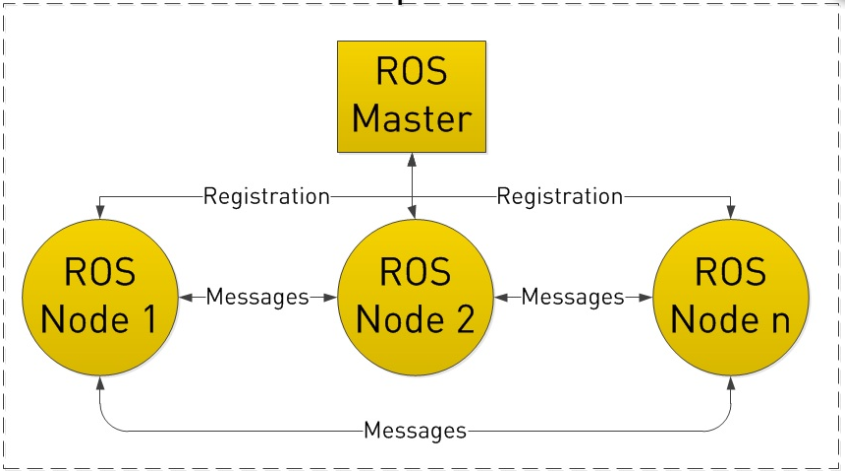 ROS
Master
Registration
Registration
ROS
Node 1
Messages
ROS
Node 2
Messages
ROS
Node n
Messages